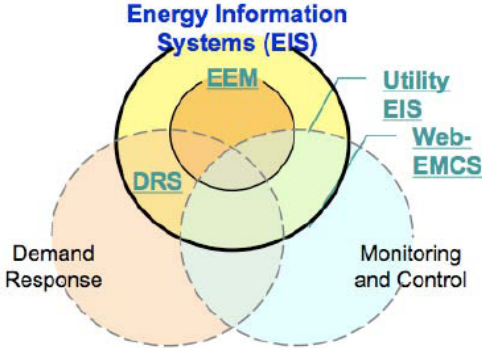 Energy Information
Systems (EIS)
EEM
Utility
EIS
Web-
EMCS
DRS
Demand
Response
Monitoring
and Control